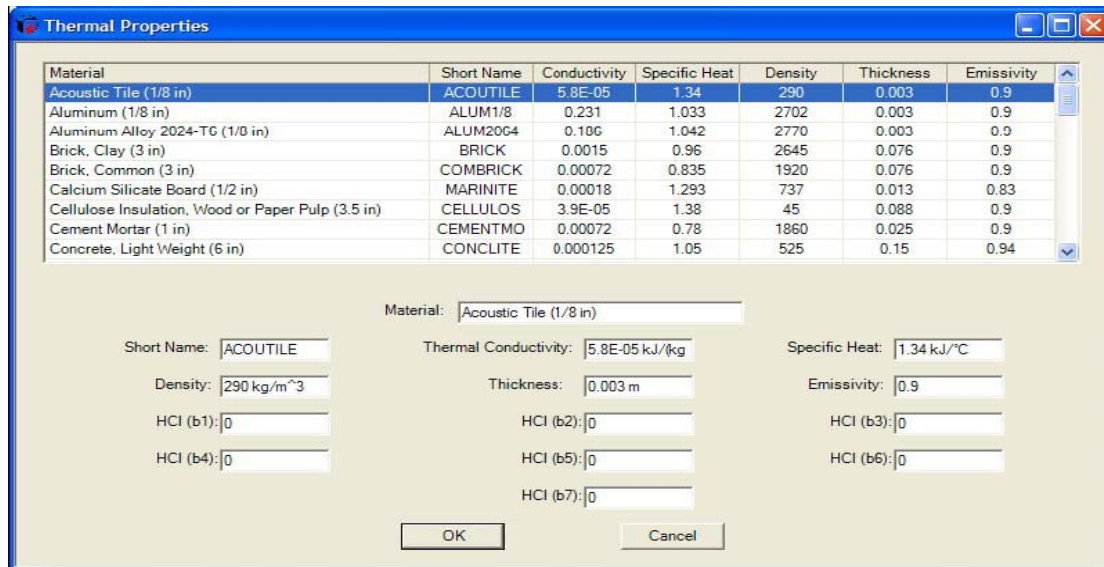 Thermal Properties
Material Short Name Conductivity Specific Heat Density Thickness Emissivity
Acoustic Tile (1/8 in) ACOUTILE 5.8E-05 1.34 290 0.003 0.9
Aluminum (1/8 in) ALUM1/8 0.231 1.033 2702 0.003 0.9
Aluminum Alloy 2024-T6 (1/8 in) ALUM2064 0.186 1.042 2770 0.003 0.9
Brick, Clay (3 in) BRICK 0.0015 0.96 2645 0.076 0.9
Brick, Common (3 in) COMBRICK 0.00072 0.835 1920 0.076 0.9
Calcium Silicate Board (1/2 in) MARINITE 0.00018 1.293 737 0.013 0.83
Cellulose Insulation, Wood or Paper Pulp (3.5 in) CELLULOS 3.9E-05 1.38 45 0.088 0.9
Cement Mortar (1 in) CEMENTMO 0.00072 0.78 1860 0.025 0.9
Concrete, Light Weight (6 in) CONCLITE 0.000125 1.05 525 0.15 0.94
Material: Acoustic Tile (1/8 in)
Short Name: ACOUTILE Thermal Conductivity: 5.8E-05 kJ/(kg Specific Heat: 1.34 kJ/°C
Density: 290 kg/m^3 Thickness: 0.003 m Emissivity: 0.9
HCl (b1): 0 HCl (b2): 0 HCl (b3): 0
HCl (b4): 0 HCl (b5): 0 HCl (b6): 0
HCl (b7): 0
OK Cancel